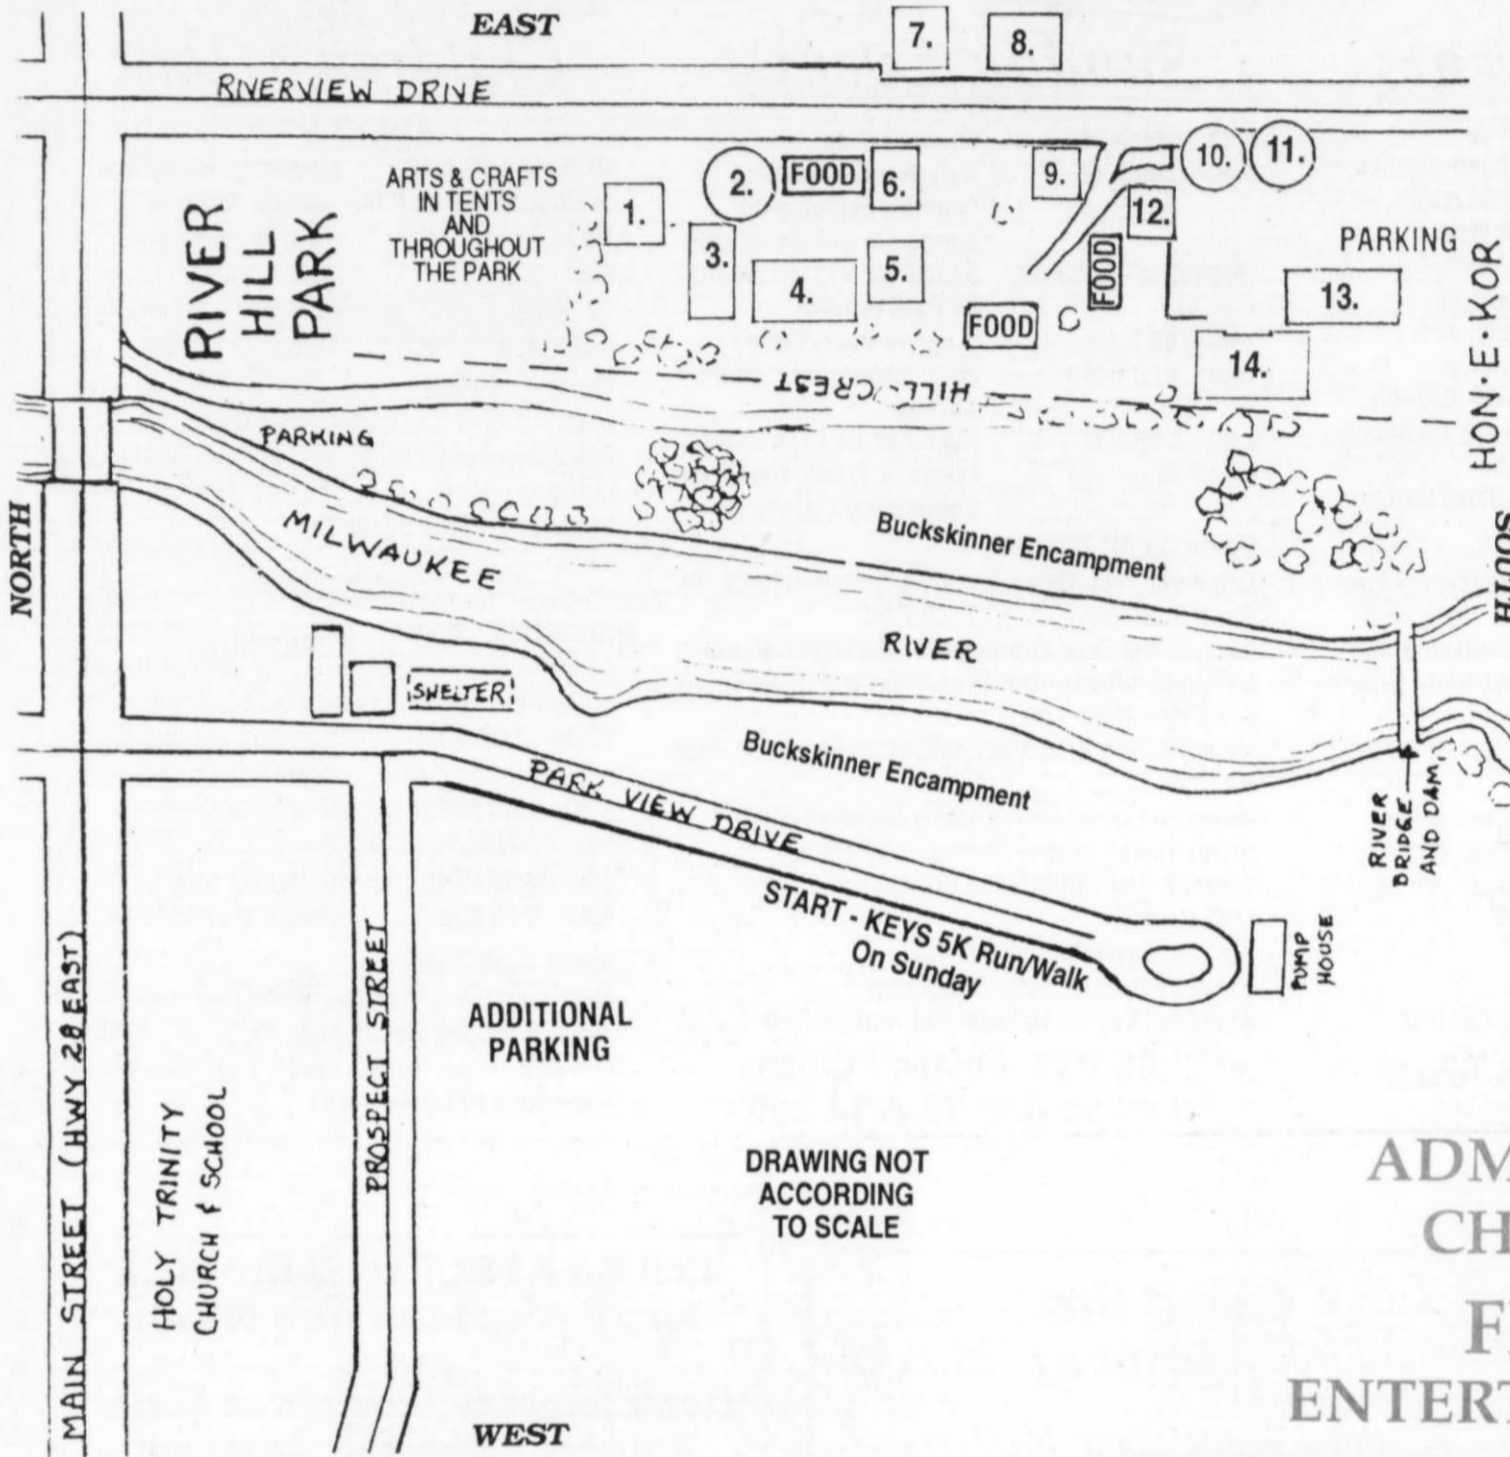 EAST
7.
8.
RIVERVIEW DRIVE
ARTS & CRAFTS
IN TENTS
AND
THROUGHOUT
THE PARK
RIVER
HILL
PARK
1.
2.
FOOD
6.
9.
10.
11.
12.
3.
4.
5.
FOOD
FOOD
PARKING
13.
14.
HON·E·KOR
HILL-CREST
PARKING
NORTH
MILWAUKEE
RIVER
Buckskinner Encampment
SOUTH
SHELTER
Buckskinner Encampment
PARK VIEW DRIVE
RIVER
BRIDGE
AND DAM,
START - KEYS 5K Run/Walk
On Sunday
PUMP
HOUSE
MAIN STREET (HWY 28 EAST)
PROSPECT STREET
ADDITIONAL
PARKING
HOLY TRINITY
CHURCH & SCHOOL
DRAWING NOT
ACCORDING
TO SCALE
WEST